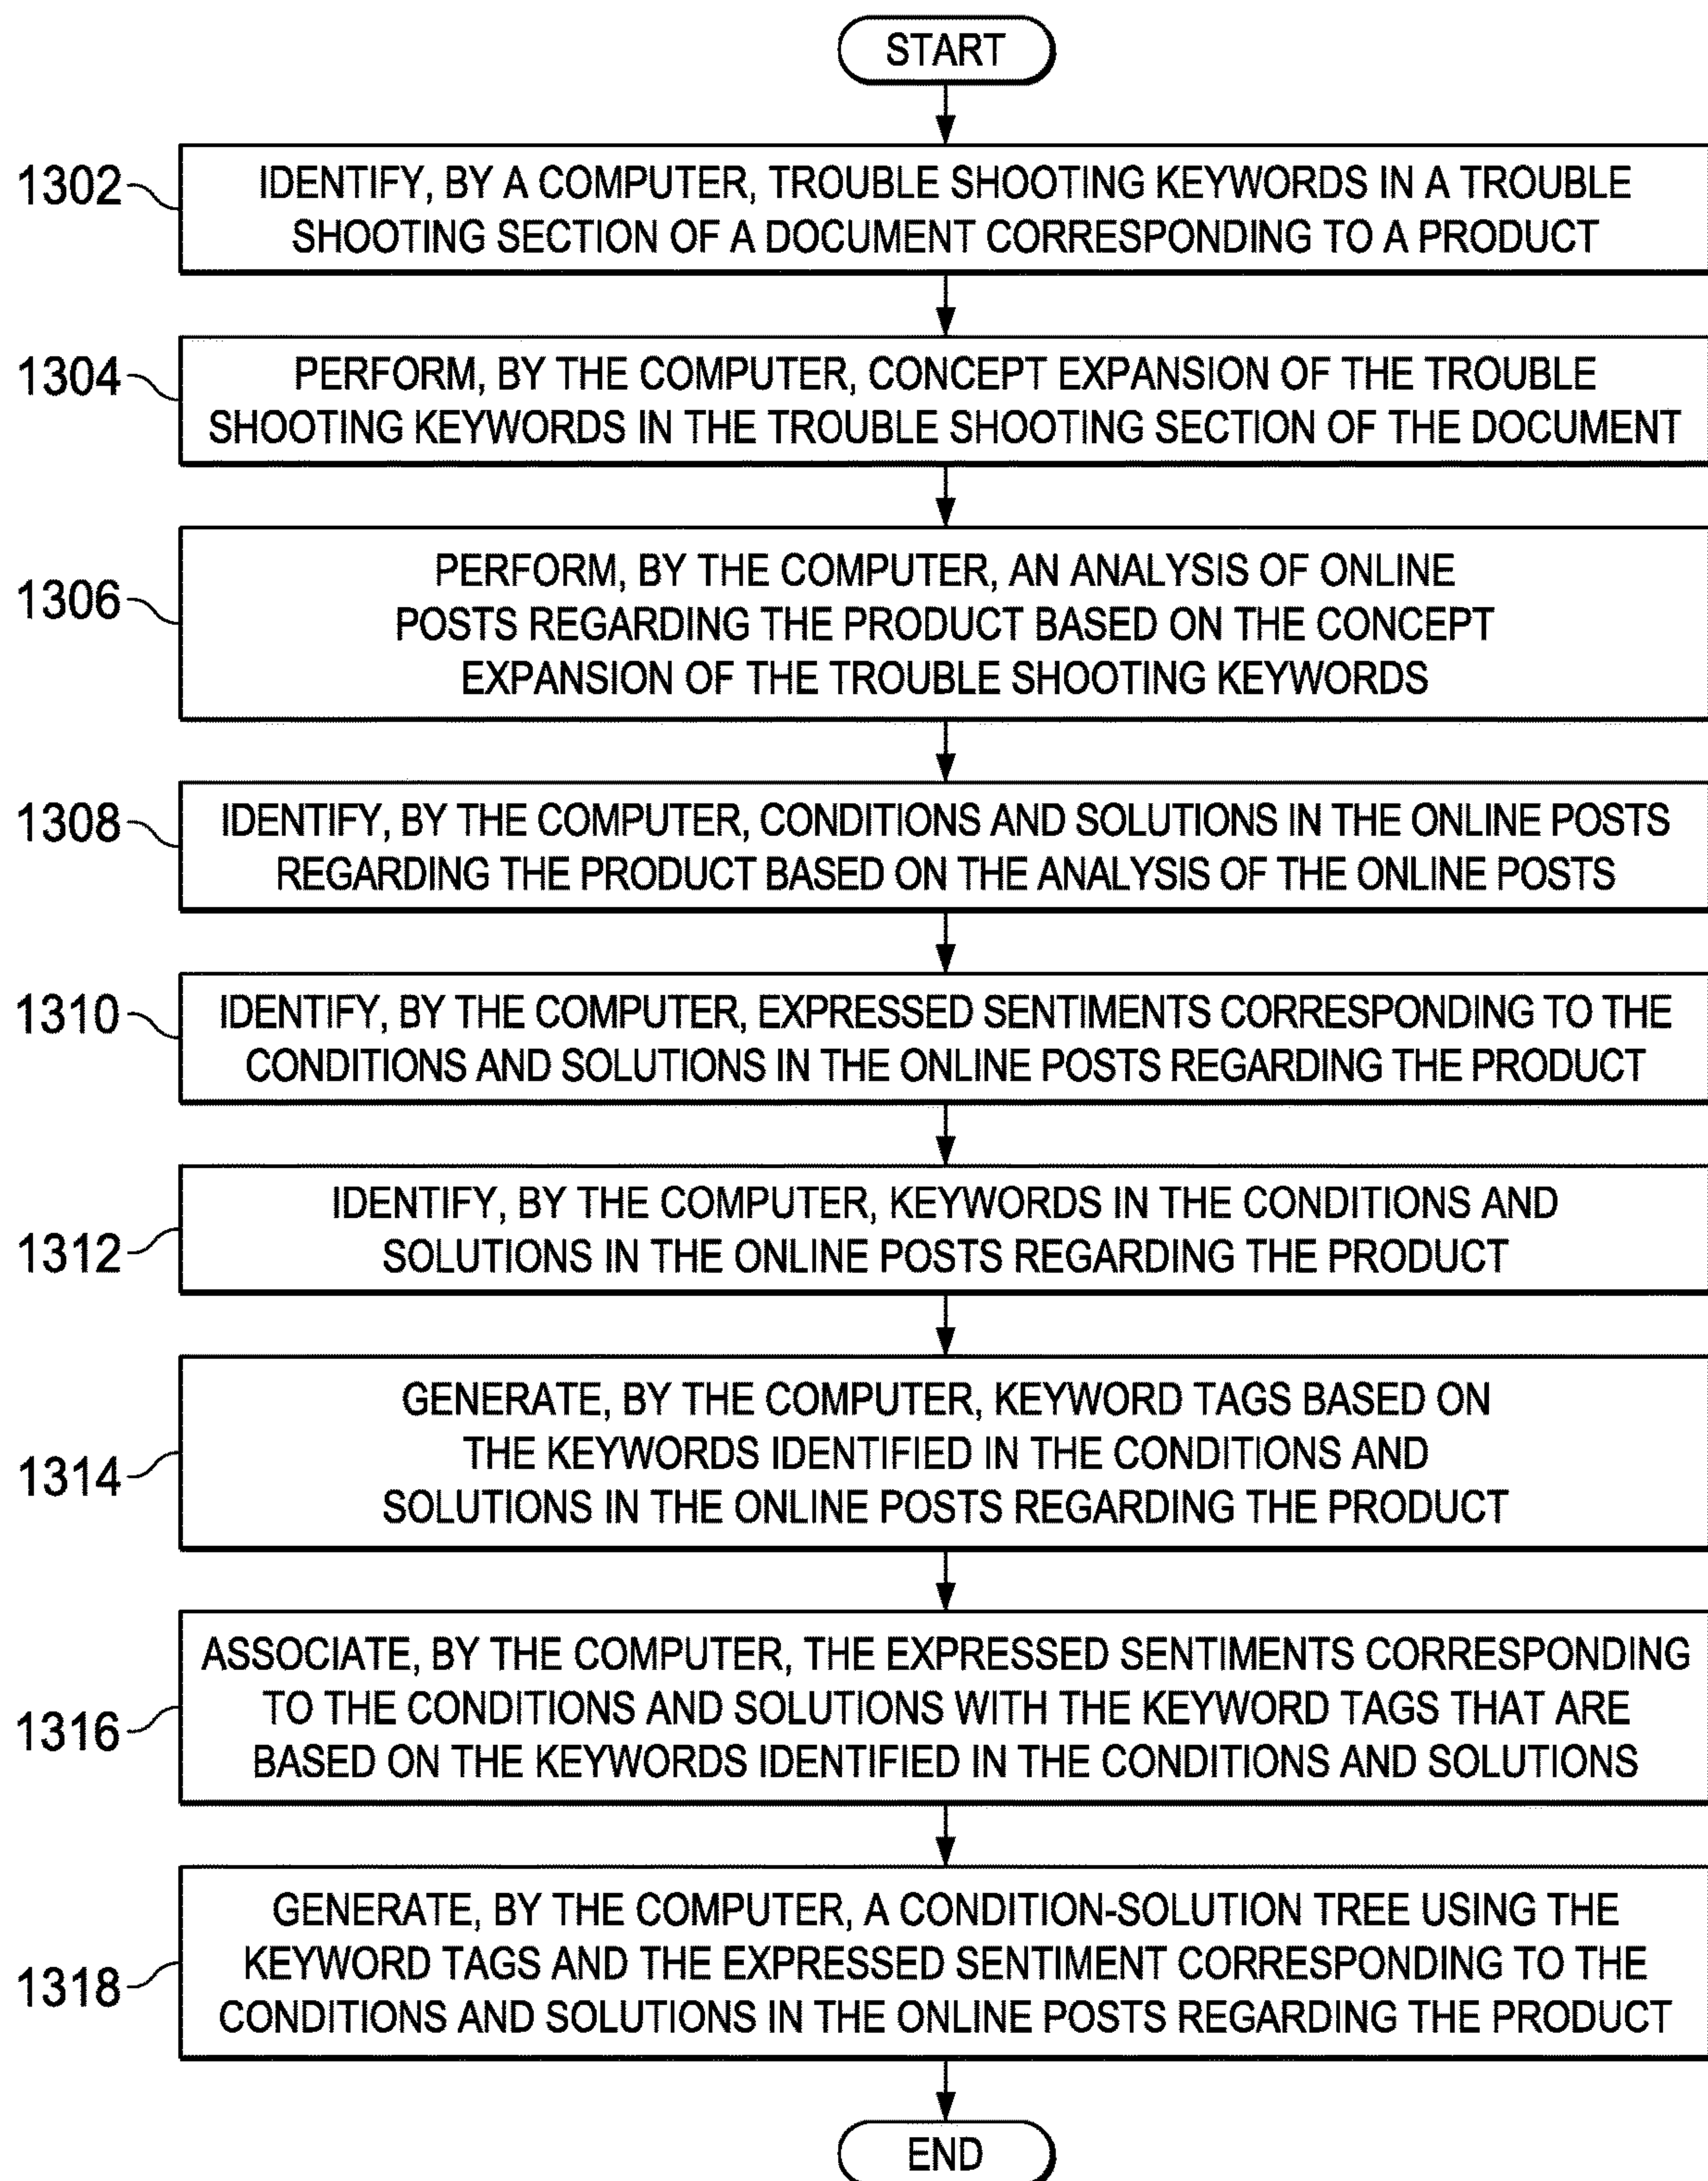 START
1302
IDENTIFY, BY A COMPUTER, TROUBLE SHOOTING KEYWORDS IN A TROUBLE
SHOOTING SECTION OF A DOCUMENT CORRESPONDING TO A PRODUCT
1304
PERFORM, BY THE COMPUTER, CONCEPT EXPANSION OF THE TROUBLE
SHOOTING KEYWORDS IN THE TROUBLE SHOOTING SECTION OF THE DOCUMENT
1306
PERFORM, BY THE COMPUTER, AN ANALYSIS OF ONLINE
POSTS REGARDING THE PRODUCT BASED ON THE CONCEPT
EXPANSION OF THE TROUBLE SHOOTING KEYWORDS
1308
IDENTIFY, BY THE COMPUTER, CONDITIONS AND SOLUTIONS IN THE ONLINE POSTS
REGARDING THE PRODUCT BASED ON THE ANALYSIS OF THE ONLINE POSTS
1310
IDENTIFY, BY THE COMPUTER, EXPRESSED SENTIMENTS CORRESPONDING TO THE
CONDITIONS AND SOLUTIONS IN THE ONLINE POSTS REGARDING THE PRODUCT
1312
IDENTIFY, BY THE COMPUTER, KEYWORDS IN THE CONDITIONS AND
SOLUTIONS IN THE ONLINE POSTS REGARDING THE PRODUCT
1314
GENERATE, BY THE COMPUTER, KEYWORD TAGS BASED ON
THE KEYWORDS IDENTIFIED IN THE CONDITIONS AND
SOLUTIONS IN THE ONLINE POSTS REGARDING THE PRODUCT
1316
ASSOCIATE, BY THE COMPUTER, THE EXPRESSED SENTIMENTS CORRESPONDING
TO THE CONDITIONS AND SOLUTIONS WITH THE KEYWORD TAGS THAT ARE
BASED ON THE KEYWORDS IDENTIFIED IN THE CONDITIONS AND SOLUTIONS
1318
GENERATE, BY THE COMPUTER, A CONDITION-SOLUTION TREE USING THE
KEYWORD TAGS AND THE EXPRESSED SENTIMENT CORRESPONDING TO THE
CONDITIONS AND SOLUTIONS IN THE ONLINE POSTS REGARDING THE PRODUCT
END